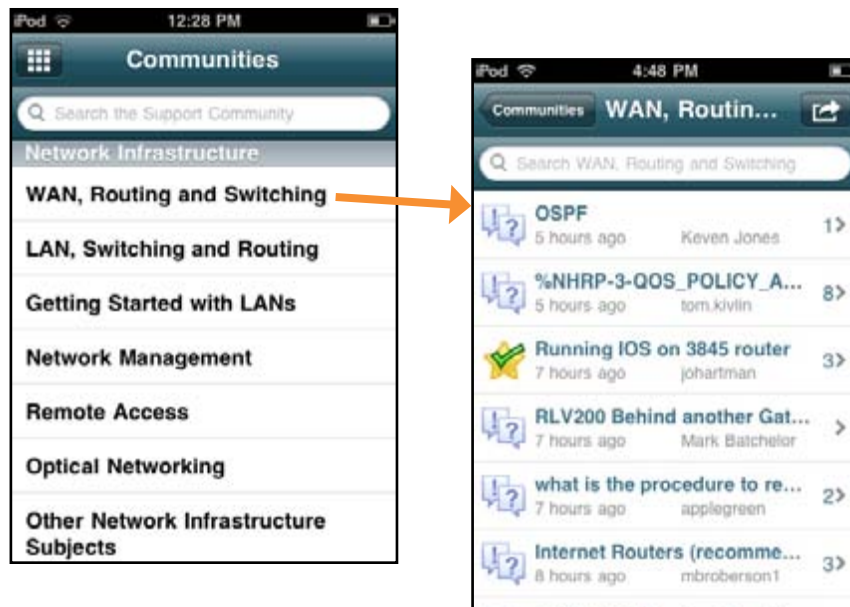 iPod 12:28 PM
Communities
Search the Support Community
Network Infrastructure
WAN, Routing and Switching
LAN, Switching and Routing
Getting Started with LANs
Network Management
Remote Access
Optical Networking
Other Network Infrastructure
Subjects
iPod 4:48 PM
Communities WAN, Routin...
Search WAN, Routing and Switching
OSPF
5 hours ago Keven Jones 1
%NHRP-3-QOS_POLICY_A...
5 hours ago tom.kivlin 8
Running IOS on 3845 router
7 hours ago johartman 3
RLV200 Behind another Gat...
7 hours ago Mark Batchelor
what is the procedure to re...
7 hours ago applegreen 2
Internet Routers (recomme...
8 hours ago mbroberson1 3